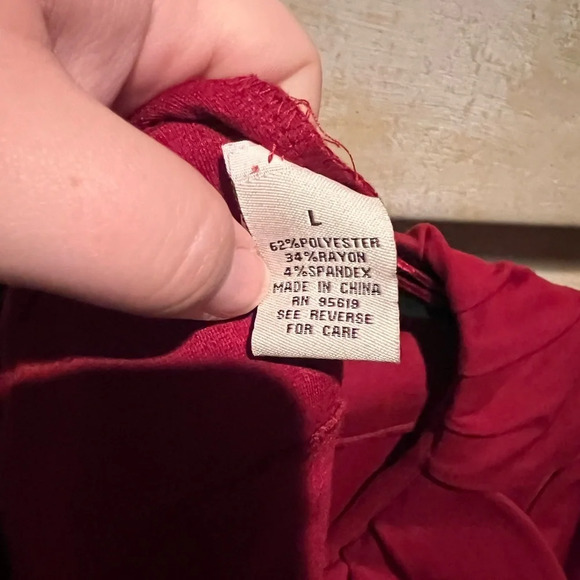 L
62%POLYESTER
34%RAYON
4%SPANDEX
MADE IN CHINA
RN 95619
SEE REVERSE
FOR CARE